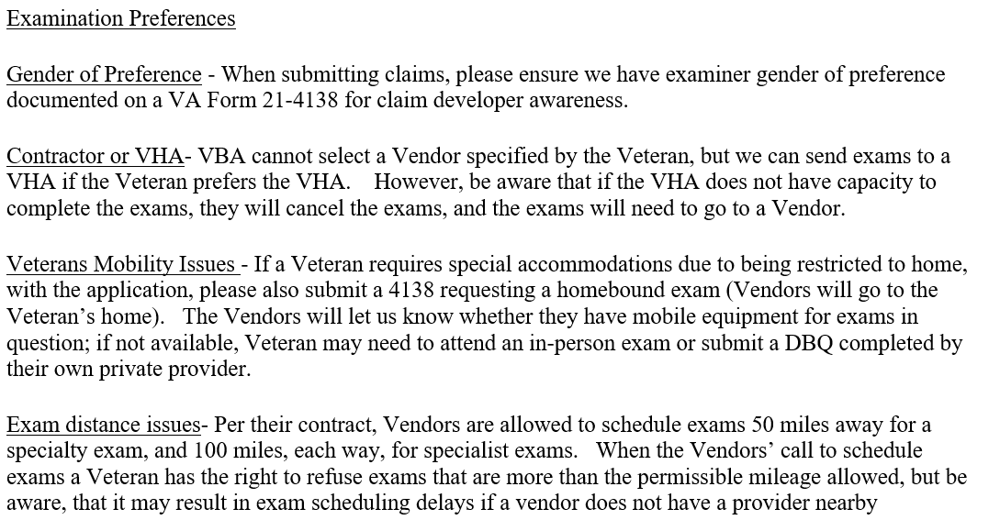 Examination Preferences
Gender of Preference - When submitting claims, please ensure we have examiner gender of preference
documented on a VA Form 21-4138 for claim developer awareness.
Contractor or VHA- VBA cannot select a Vendor specified by the Veteran, but we can send exams to a
VHA if the Veteran prefers the VHA.    However, be aware that if the VHA does not have capacity to
complete the exams, they will cancel the exams, and the exams will need to go to a Vendor.
Veterans Mobility Issues - If a Veteran requires special accommodations due to being restricted to home,
with the application, please also submit a 4138 requesting a homebound exam (Vendors will go to the
Veteran's home).   The Vendors will let us know whether they have mobile equipment for exams in
question; if not available, Veteran may need to attend an in-person exam or submit a DBQ completed by
their own private provider.
Exam distance issues- Per their contract, Vendors are allowed to schedule exams 50 miles away for a
specialty exam, and 100 miles, each way, for specialist exams.   When the Vendors’ call to schedule
exams a Veteran has the right to refuse exams that are more than the permissible mileage allowed, but be
aware, that it may result in exam scheduling delays if a vendor does not have a provider nearby